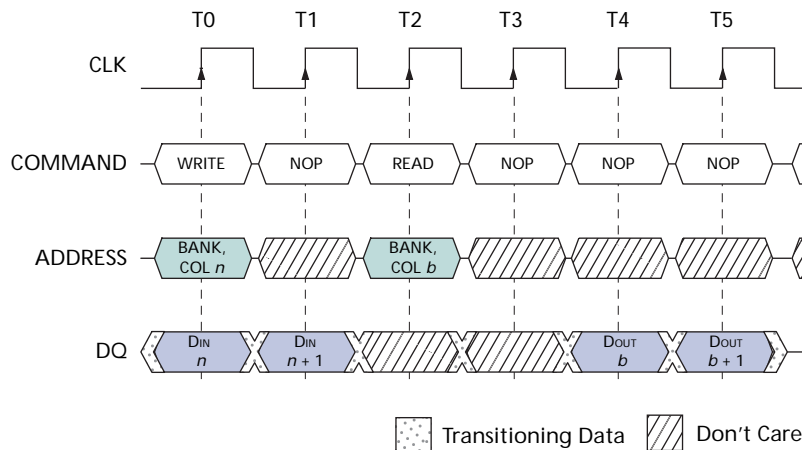 T0 T1 T2 T3 T4 T5
CLK
COMMAND WRITE NOP READ NOP NOP NOP
ADDRESS BANK, COL n BANK, COL b
DQ DIN n DIN n + 1 DOUT b DOUT b + 1
Transitioning Data Don't Care